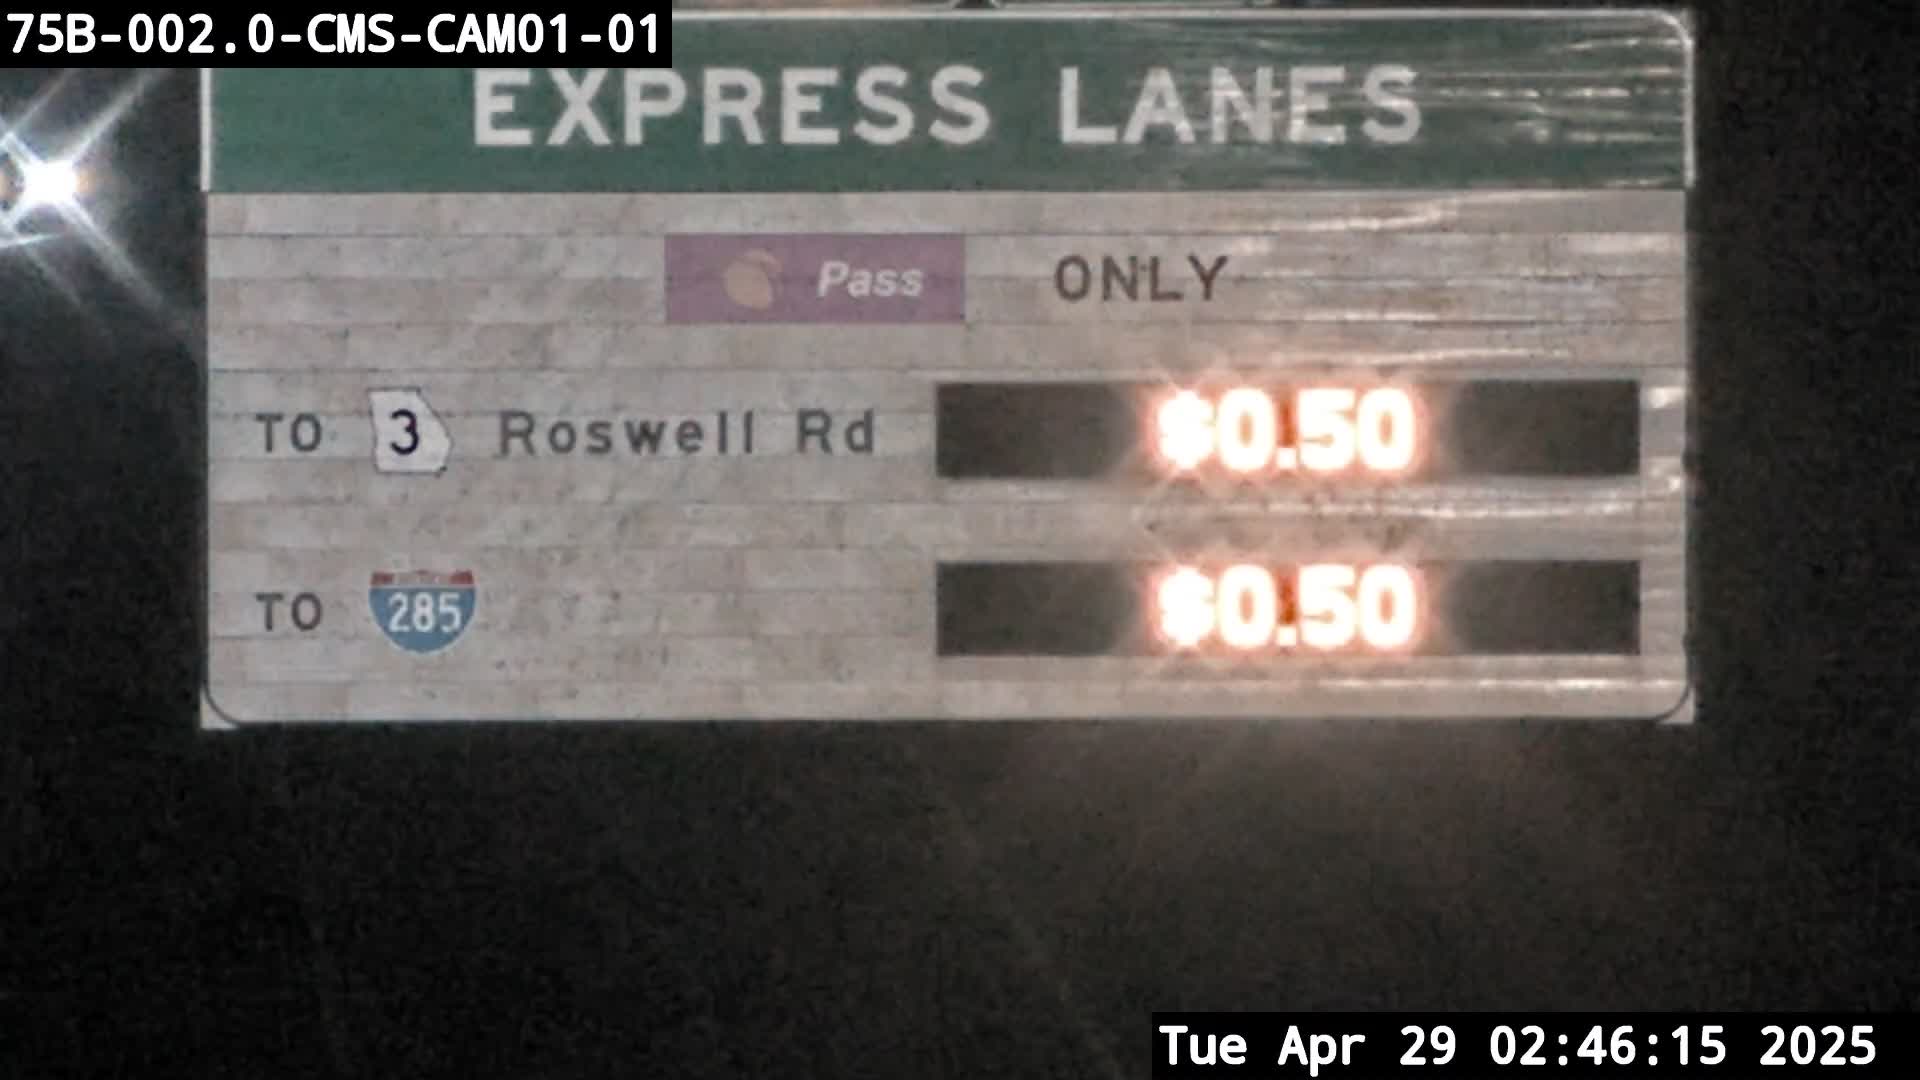 75B-002.0-CMS-CAM01-01
EXPRESS LANES
Pass ONLY
TO 3 Roswell Rd $0.50
TO 285 $0.50
Tue Apr 29 02:46:15 2025